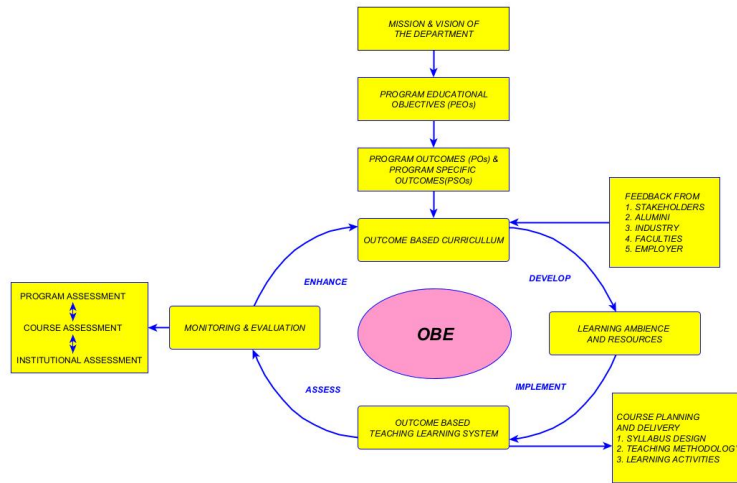 MISSION & VISION OF
THE DEPARTMENT
PROGRAM EDUCATIONAL
OBJECTIVES (PEOs)
PROGRAM OUTCOMES (POs) &
PROGRAM SPECIFIC
OUTCOMES(PSOs)
FEEDBACK FROM
1. STAKEHOLDERS
2. ALUMINI
3. INDUSTRY
4. FACULTIES
5. EMPLOYER
OUTCOME BASED CURRICULLUM
ENHANCE
DEVELOP
PROGRAM ASSESSMENT
COURSE ASSESSMENT
INSTITUTIONAL ASSESSMENT
MONITORING & EVALUATION
OBE
LEARNING AMBIENCE
AND RESOURCES
ASSESS
IMPLEMENT
OUTCOME BASED
TEACHING LEARNING SYSTEM
COURSE PLANNING
AND DELIVERY
1. SYLLABUS DESIGN
2. TEACHING METHODOLOGY
3. LEARNING ACTIVITIES